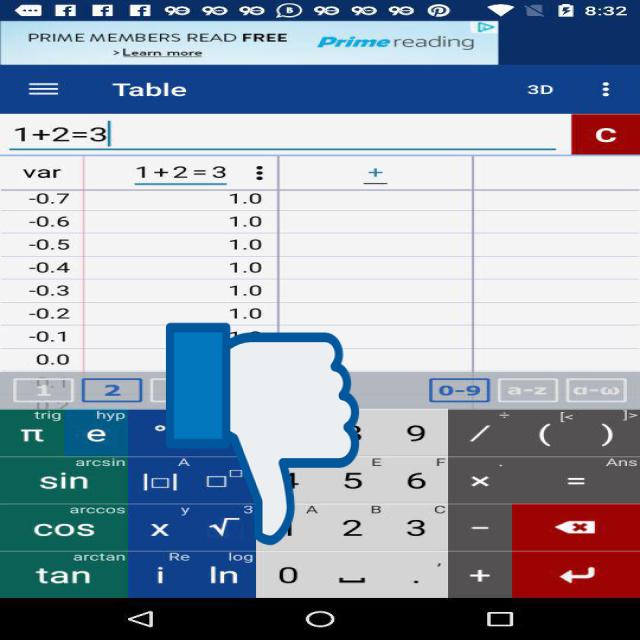 8:32
PRIME MEMBERS READ FREE
> Learn more
Prime reading
Table
3D
1+2=3
C
var 1+2=3 +
-0.7 1.0
-0.6 1.0
-0.5 1.0
-0.4 1.0
-0.3 1.0
-0.2 1.0
-0.1
0.0
1 2 0-9 a-z α-ω
trig hyp ÷ [< ]>
π e ° 9 / ( )
arcsin A E F . Ans
sin |□| □□ 5 6 × =
arccos y 3 A B C
cos x √ 2 3 −
arctan Re log ,
tan i ln 0 . +